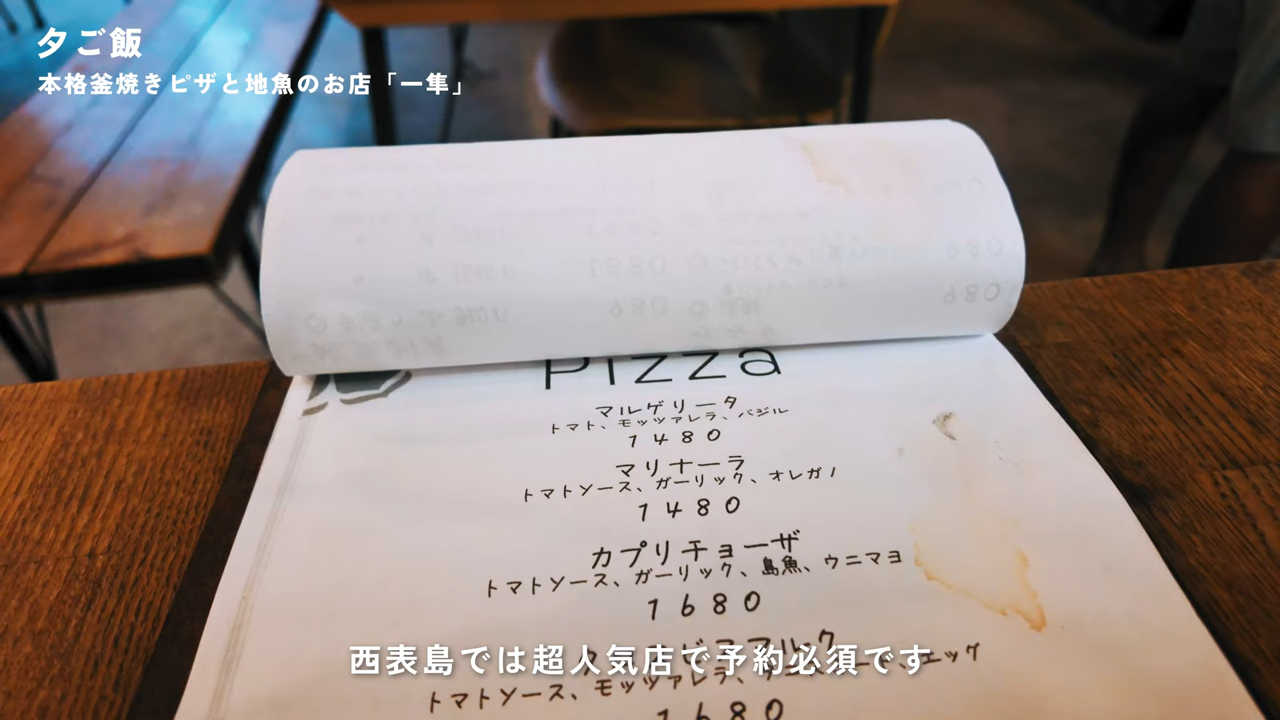 夕ご飯
本格釜焼きピザと地魚のお店「一隼」
Pizza
マルゲリータ
トマト、モッツァレラ、バジル
1480
マリナーラ
トマトソース、ガーリック、オレガノ
1480
カプリチョーザ
トマトソース、ガーリック、島魚、ウニマヨ
1680
西表島では超人気店で予約必須です
トマトソース、モッツァレラ、
1680